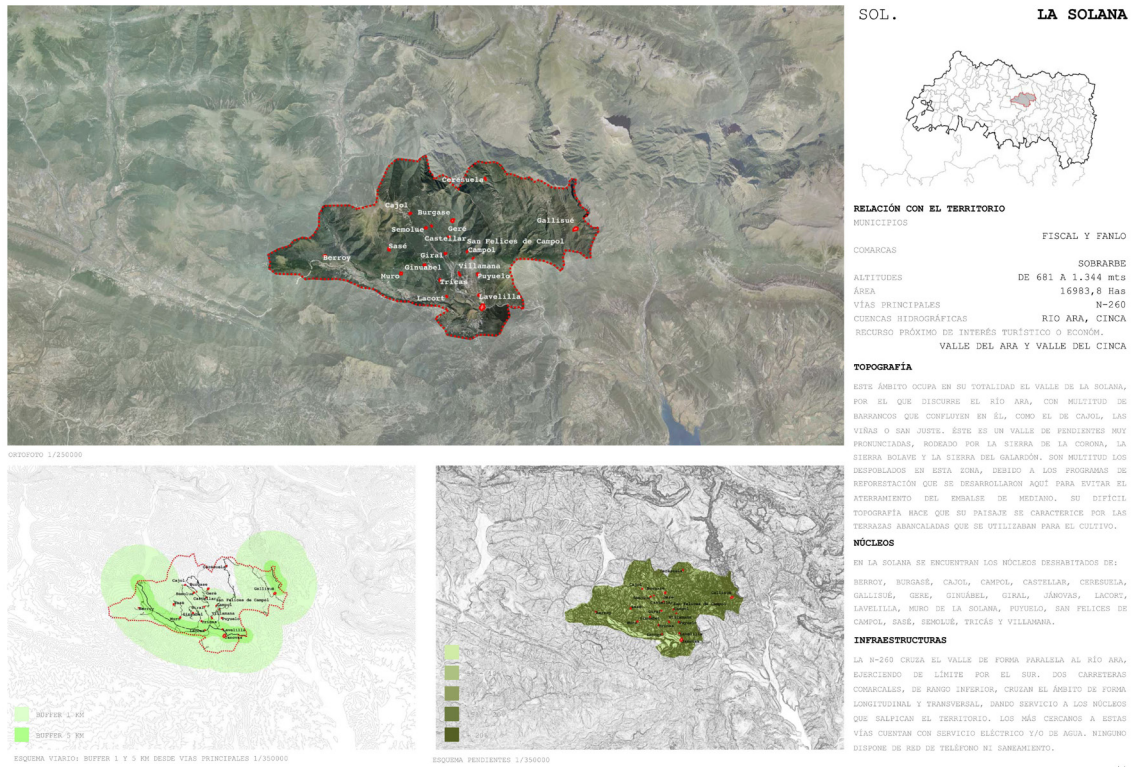 SOL. LA SOLANA
Ceresuela
Cajol
Burgase
Gallisué
Semolue
Geré
Castellar
San Felices de Campol
Sasé
Campol
Giral
Berroy
Ginuabel
Villamana
Muro
Puyuelo
Tricas
Lacort
Lavelilla
ORTOFOTO 1/250000
RELACIÓN CON EL TERRITORIO
MUNICIPIOS
FISCAL Y FANLO
COMARCAS
SOBRARBE
ALTITUDES DE 681 A 1.344 mts
ÁREA 16983,8 Has
VÍAS PRINCIPALES N-260
CUENCAS HIDROGRÁFICAS RIO ARA, CINCA
RECURSO PRÓXIMO DE INTERÉS TURÍSTICO O ECONÓM.
VALLE DEL ARA Y VALLE DEL CINCA
TOPOGRAFÍA
ESTE ÁMBITO OCUPA EN SU TOTALIDAD EL VALLE DE LA SOLANA,
POR EL QUE DISCURRE EL RÍO ARA, CON MULTITUD DE
BARRANCOS QUE CONFLUYEN EN ÉL, COMO EL DE CAJOL, LAS
VIÑAS O SAN JUSTE. ÉSTE ES UN VALLE DE PENDIENTES MUY
PRONUNCIADAS, RODEADO POR LA SIERRA DE LA CORONA, LA
SIERRA BOLAVE Y LA SIERRA DEL GALARDÓN. SON MULTITUD LOS
DESPOBLADOS EN ESTA ZONA, DEBIDO A LOS PROGRAMAS DE
REFORESTACIÓN QUE SE DESARROLLARON AQUÍ PARA EVITAR EL
ATERRAMIENTO DEL EMBALSE DE MEDIANO. SU DIFÍCIL
TOPOGRAFÍA HACE QUE SU PAISAJE SE CARACTERICE POR LAS
TERRAZAS ABANCALADAS QUE SE UTILIZABAN PARA EL CULTIVO.
NÚCLEOS
EN LA SOLANA SE ENCUENTRAN LOS NÚCLEOS DESHABITADOS DE:
BERROY, BURGASÉ, CAJOL, CAMPOL, CASTELLAR, CERESUELA,
GALLISUÉ, GERE, GINUÁBEL, GIRAL, JÁNOVAS, LACORT,
LAVELILLA, MURO DE LA SOLANA, PUYUELO, SAN FELICES DE
CAMPOL, SASÉ, SEMOLUÉ, TRICÁS Y VILLAMANA.
INFRAESTRUCTURAS
LA N-260 CRUZA EL VALLE DE FORMA PARALELA AL RÍO ARA,
EJERCIENDO DE LÍMITE POR EL SUR. DOS CARRETERAS
COMARCALES, DE RANGO INFERIOR, CRUZAN EL ÁMBITO DE FORMA
LONGITUDINAL Y TRANSVERSAL, DANDO SERVICIO A LOS NÚCLEOS
QUE SALPICAN EL TERRITORIO. LOS MÁS CERCANOS A ESTAS
VÍAS CUENTAN CON SERVICIO ELÉCTRICO Y/O DE AGUA. NINGUNO
DISPONE DE RED DE TELÉFONO NI SANEAMIENTO.
BUFFER 1 KM
BUFFER 5 KM
ESQUEMA VIARIO: BUFFER 1 Y 5 KM DESDE VIAS PRINCIPALES 1/350000
ESQUEMA PENDIENTES 1/350000